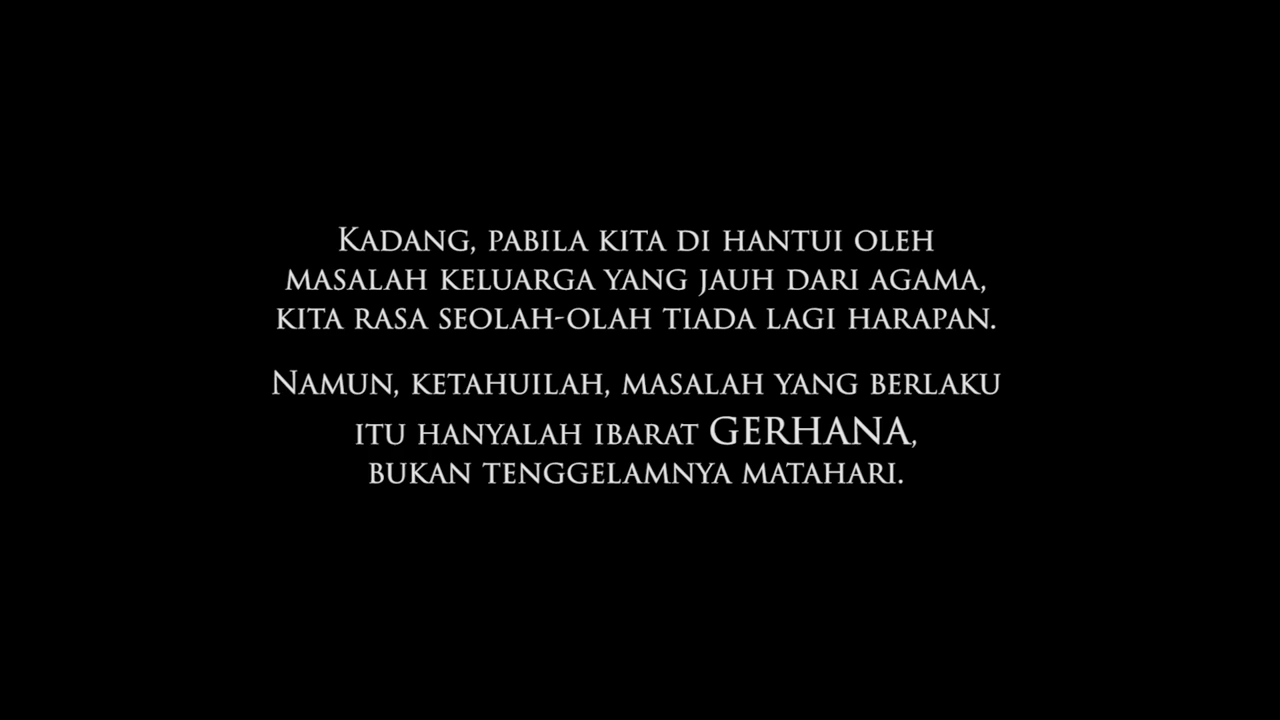 Kadang, pabila kita di hantui oleh
masalah keluarga yang jauh dari agama,
kita rasa seolah-olah tiada lagi harapan.
Namun, ketahuilah, masalah yang berlaku
itu hanyalah ibarat GERHANA,
bukan tenggelamnya matahari.